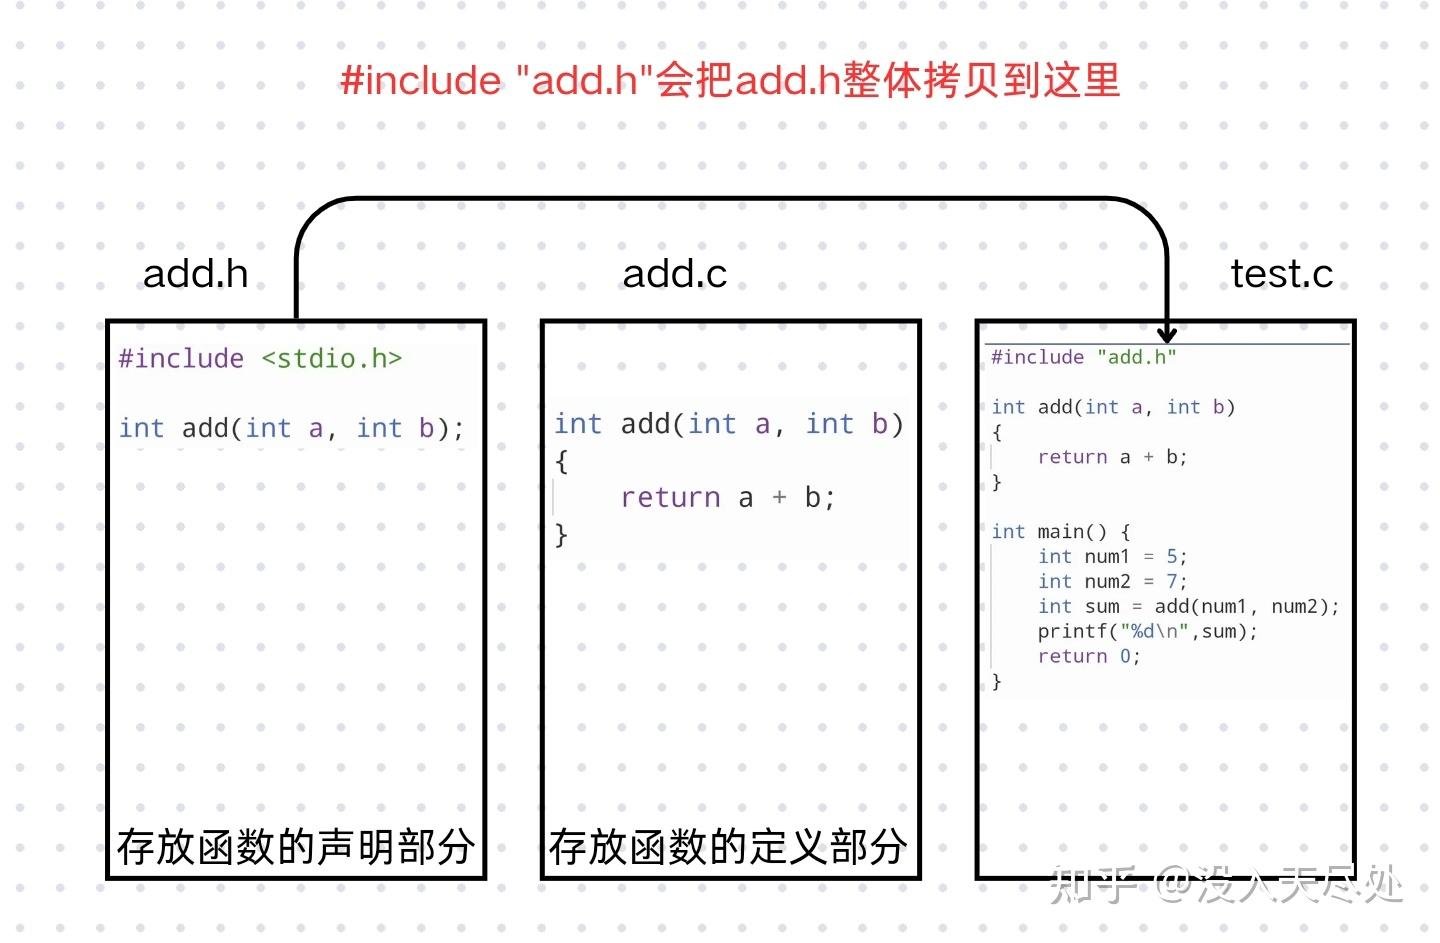 #include "add.h"会把add.h整体拷贝到这里
add.h
#include <stdio.h>
int add(int a, int b);
存放函数的声明部分
add.c
int add(int a, int b)
{
return a + b;
}
存放函数的定义部分
test.c
#include "add.h"
int add(int a, int b)
{
return a + b;
}
int main() {
int num1 = 5;
int num2 = 7;
int sum = add(num1, num2);
printf("%d\n",sum);
return 0;
}
知乎 @没入天尽处